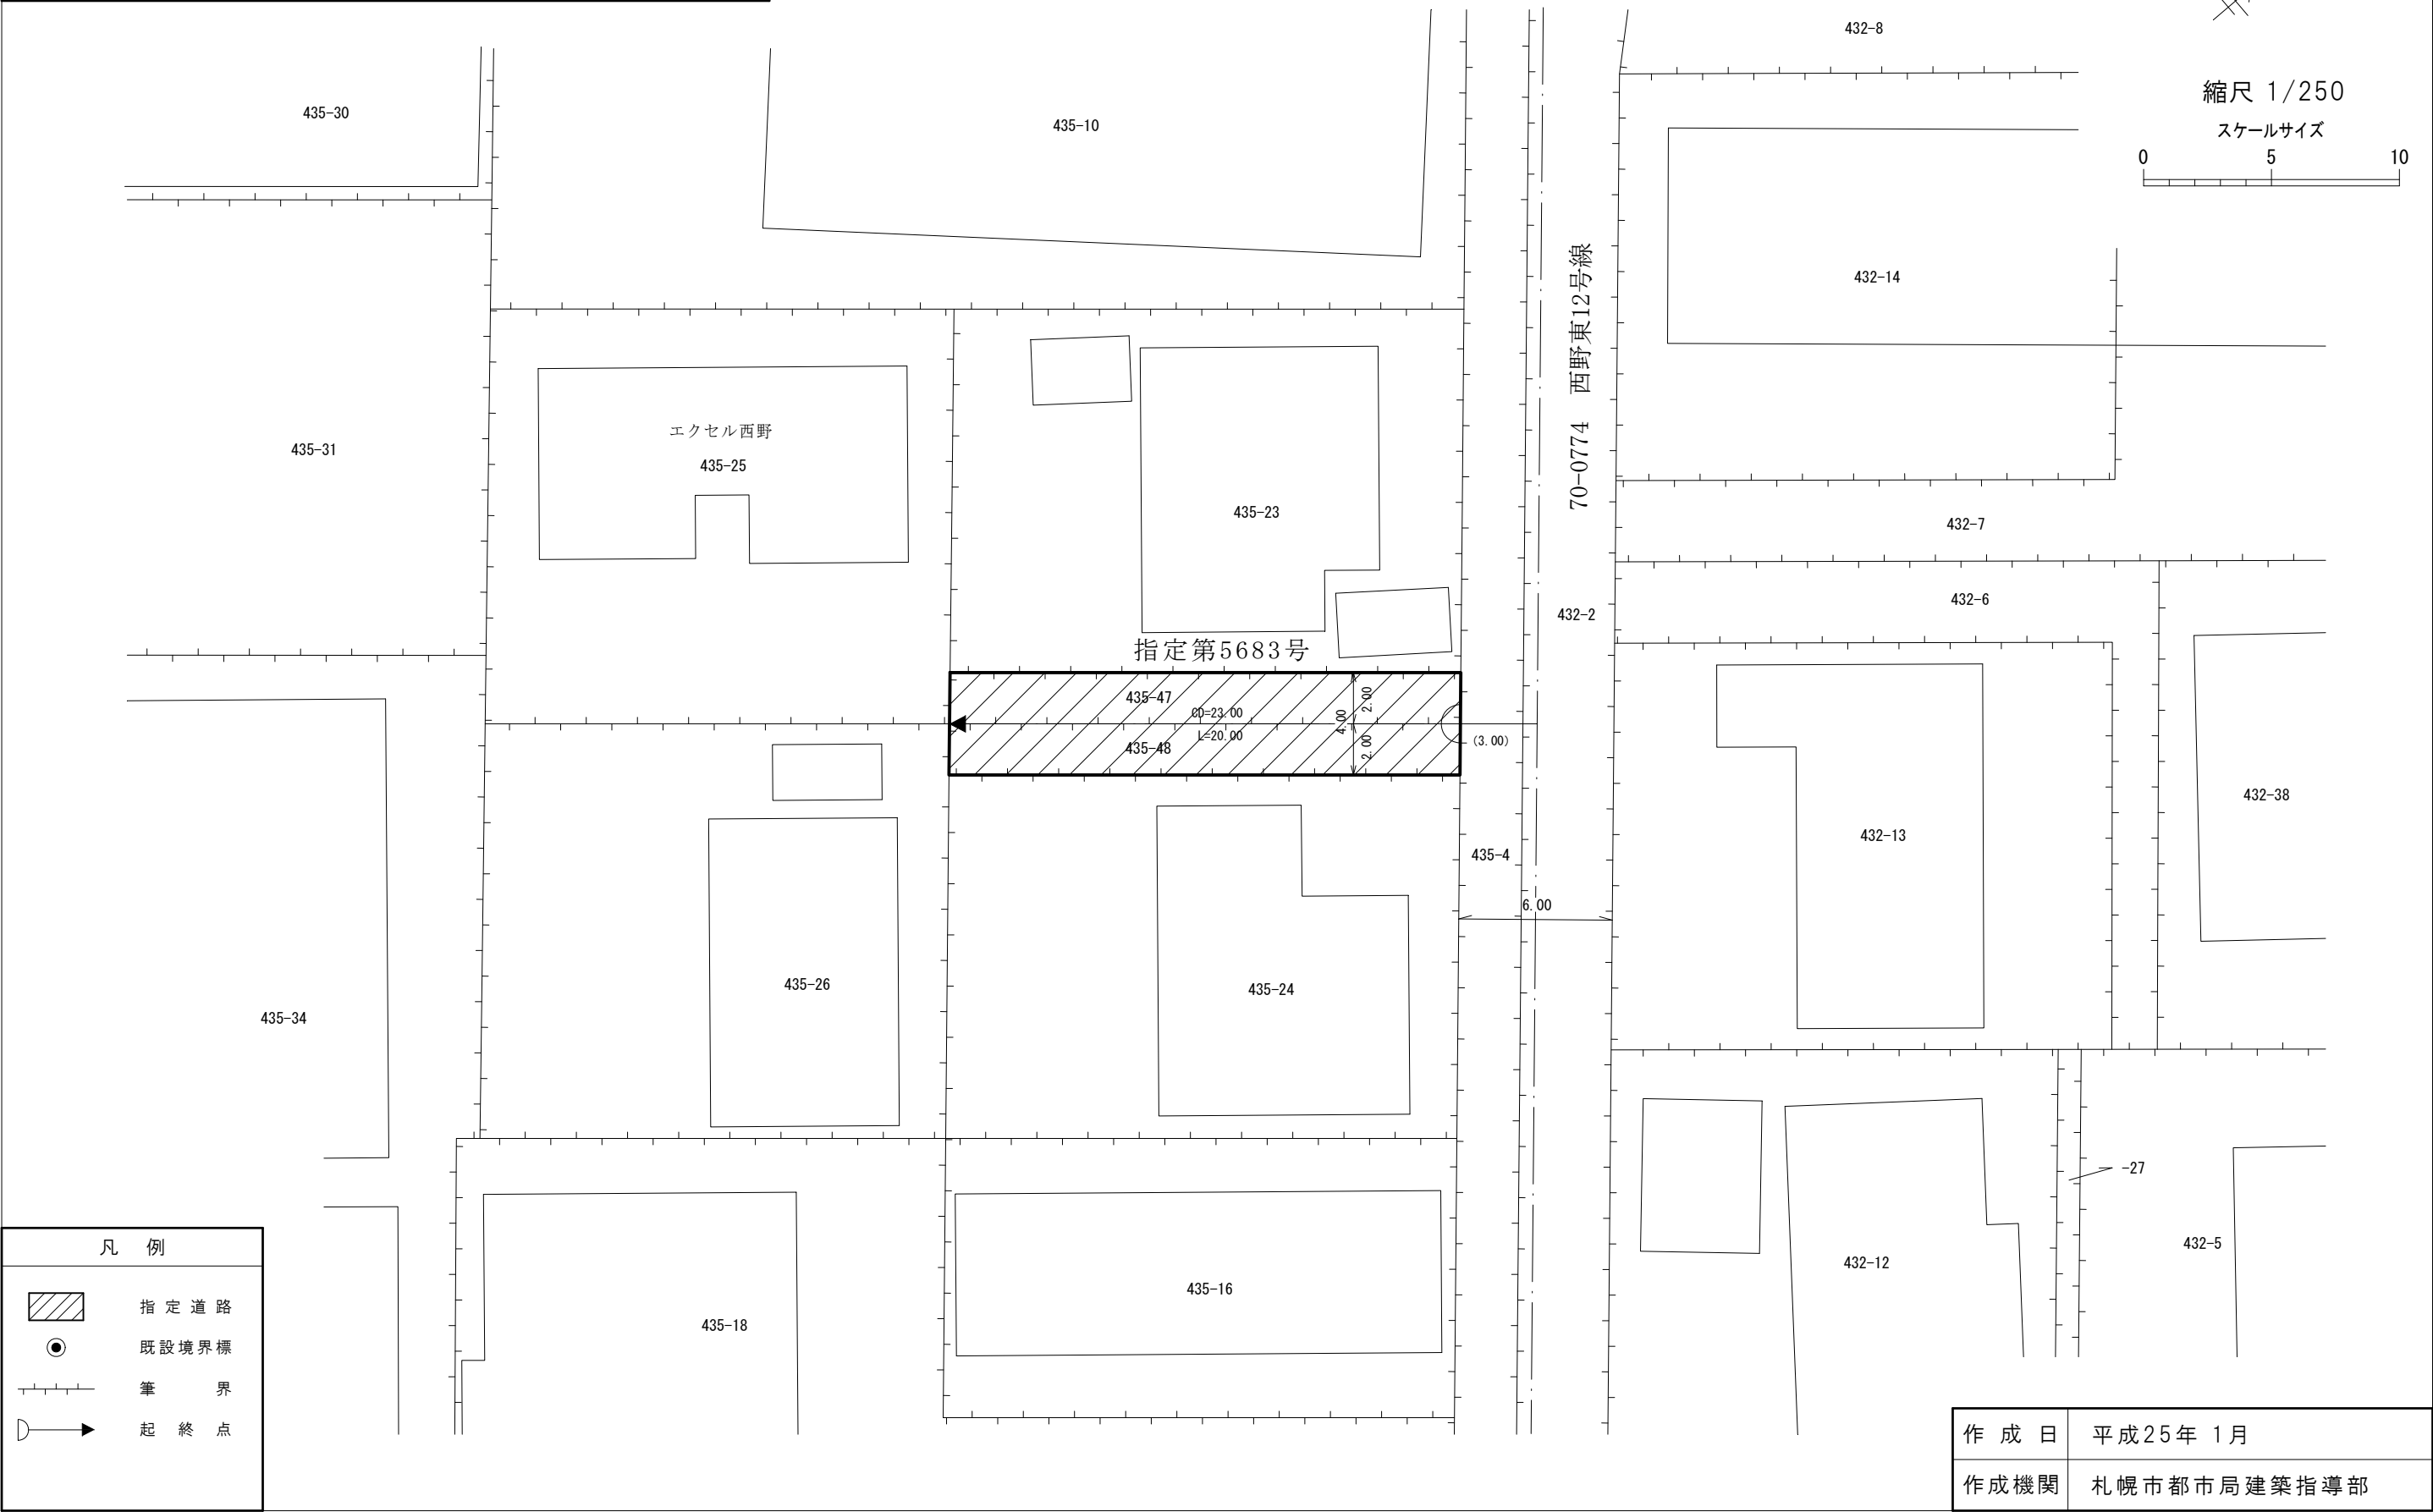 432-8
縮尺 1/250
スケールサイズ
0 5 10
435-30
435-10
432-14
70-0774 西野東12号線
エクセル西野
435-25
435-31
435-23
432-7
432-6
432-2
指定第5683号
435-47
CD=23.00
L=20.00
435-48
4.00
2.00
2.00
(3.00)
432-38
432-13
435-4
6.00
435-26
435-24
435-34
-27
432-5
432-12
435-16
435-18
凡 例
指定道路
既設境界標
筆 界
起終点
作成日 平成25年 1月
作成機関 札幌市都市局建築指導部